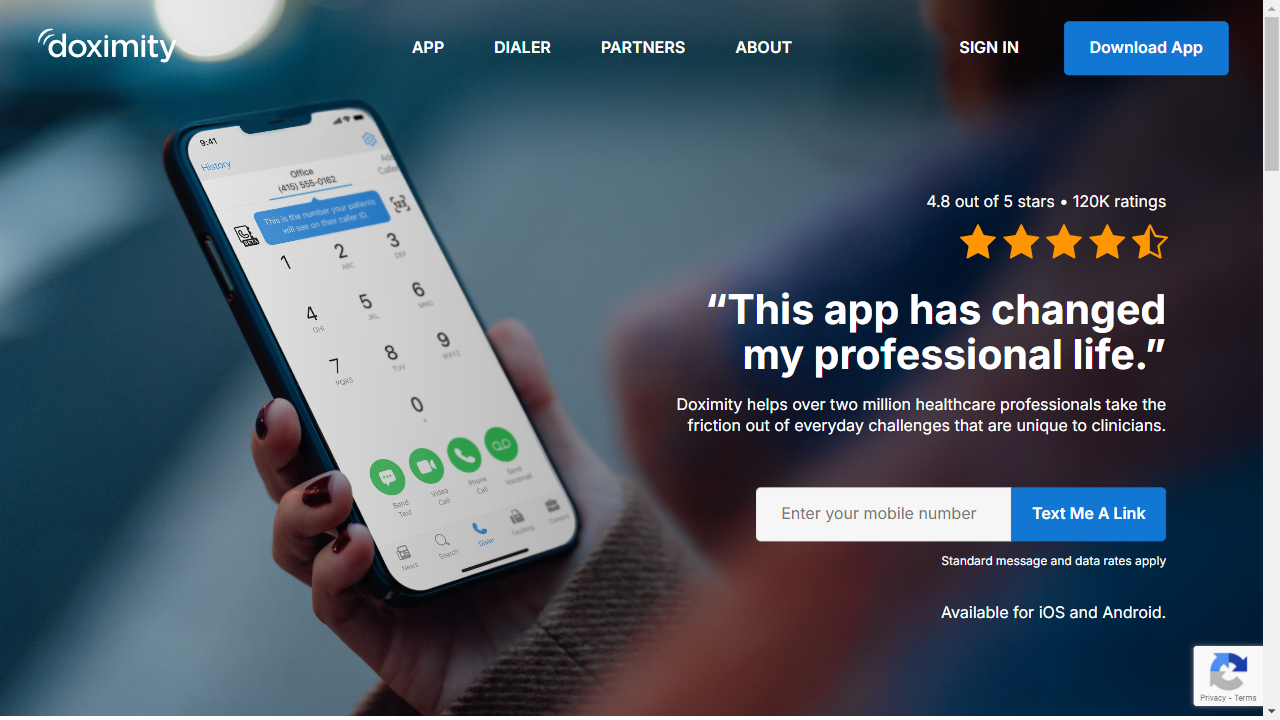 doximity
APP
DIALER
PARTNERS
ABOUT
SIGN IN
Download App
9:41
History
Office
(415) 555-0162
This is the number your patients
will see on their caller ID.
BETA
1
2
ABC
3
DEF
4
GHI
5
JKL
6
MNO
7
PQRS
8
TUV
9
WXYZ
0
Send
Text
Video
Call
Phone
Call
Send
Voicemail
News
Search
Dialer
Fax/Msg
Careers
4.8 out of 5 stars • 120K ratings
“This app has changed
my professional life.”
Doximity helps over two million healthcare professionals take the
friction out of everyday challenges that are unique to clinicians.
Enter your mobile number
Text Me A Link
Standard message and data rates apply
Available for iOS and Android.
Privacy - Terms